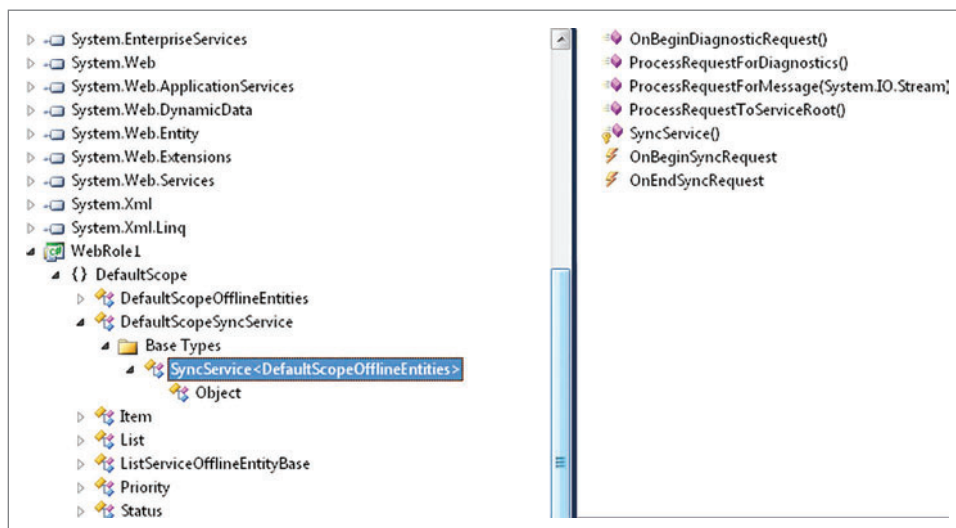 System.EnterpriseServices
System.Web
System.Web.ApplicationServices
System.Web.DynamicData
System.Web.Entity
System.Web.Extensions
System.Web.Services
System.Xml
System.Xml.Linq
WebRole1
{} DefaultScope
DefaultScopeOfflineEntities
DefaultScopeSyncService
Base Types
SyncService<DefaultScopeOfflineEntities>
Object
Item
List
ListServiceOfflineEntityBase
Priority
Status
OnBeginDiagnosticRequest()
ProcessRequestForDiagnostics()
ProcessRequestForMessage(System.IO.Stream)
ProcessRequestToServiceRoot()
SyncService()
OnBeginSyncRequest
OnEndSyncRequest